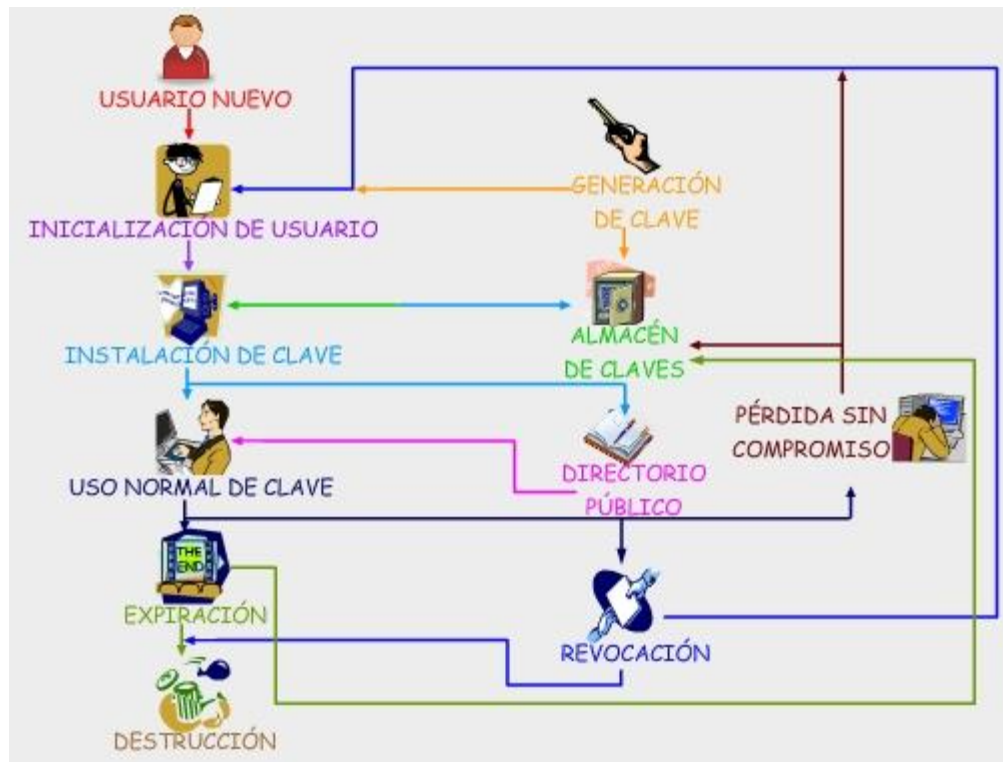 USUARIO NUEVO
GENERACIÓN
DE CLAVE
INICIALIZACIÓN DE USUARIO
ALMACÉN
DE CLAVES
INSTALACIÓN DE CLAVE
PÉRDIDA SIN
COMPROMISO
DIRECTORIO
PÚBLICO
USO NORMAL DE CLAVE
THE
END
EXPIRACIÓN
REVOCACIÓN
DESTRUCCIÓN